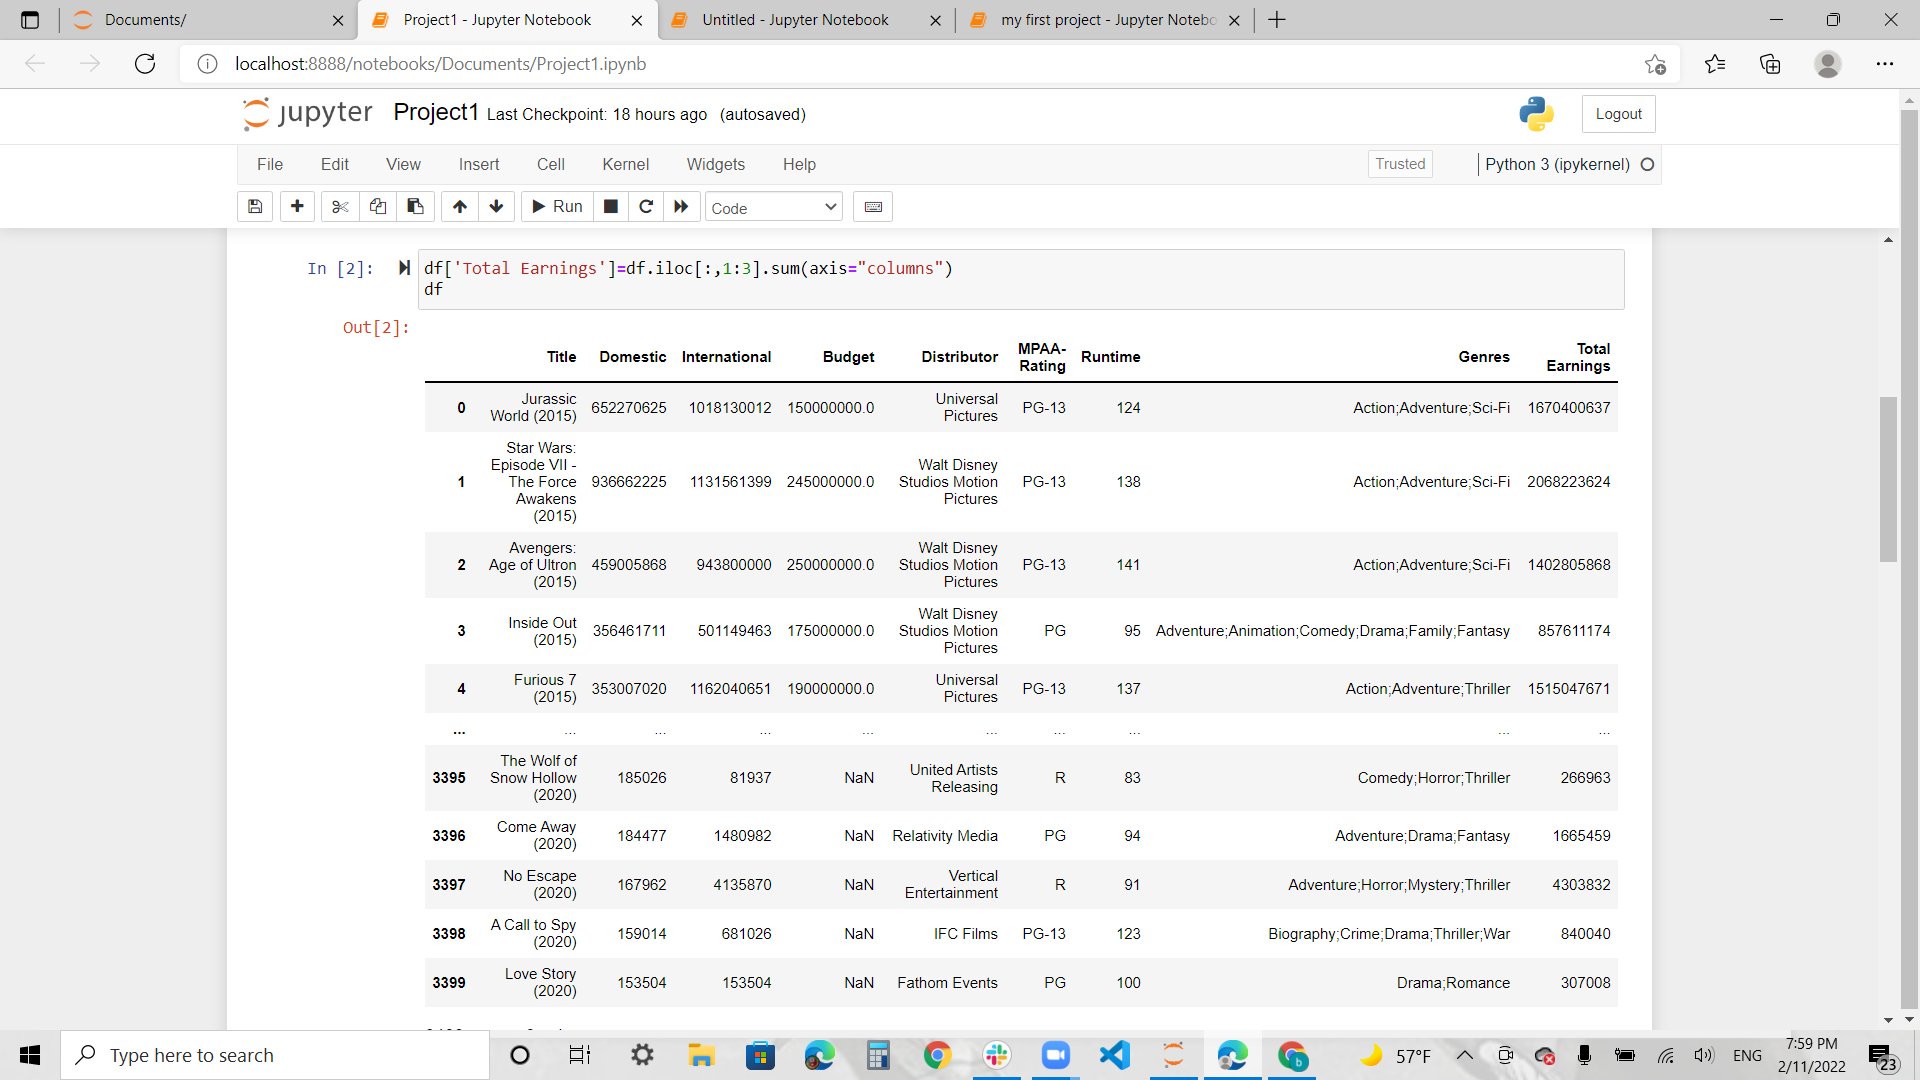 Documents/
Project1 - Jupyter Notebook
Untitled - Jupyter Notebook
my first project - Jupyter Notebo
localhost:8888/notebooks/Documents/Project1.ipynb
jupyter Project1 Last Checkpoint: 18 hours ago (autosaved)
Logout
File Edit View Insert Cell Kernel Widgets Help
Trusted
Python 3 (ipykernel)
Run
Code
In [2]:
df['Total Earnings']=df.iloc[:,1:3].sum(axis="columns")
df
Out[2]:
Title Domestic International Budget Distributor MPAA-Rating Runtime Genres Total Earnings
0 Jurassic World (2015) 652270625 1018130012 150000000.0 Universal Pictures PG-13 124 Action;Adventure;Sci-Fi 1670400637
1 Star Wars: Episode VII - The Force Awakens (2015) 936662225 1131561399 245000000.0 Walt Disney Studios Motion Pictures PG-13 138 Action;Adventure;Sci-Fi 2068223624
2 Avengers: Age of Ultron (2015) 459005868 943800000 250000000.0 Walt Disney Studios Motion Pictures PG-13 141 Action;Adventure;Sci-Fi 1402805868
3 Inside Out (2015) 356461711 501149463 175000000.0 Walt Disney Studios Motion Pictures PG 95 Adventure;Animation;Comedy;Drama;Family;Fantasy 857611174
4 Furious 7 (2015) 353007020 1162040651 190000000.0 Universal Pictures PG-13 137 Action;Adventure;Thriller 1515047671
... ... ... ... ... ... ... ... ... ...
3395 The Wolf of Snow Hollow (2020) 185026 81937 NaN United Artists Releasing R 83 Comedy;Horror;Thriller 266963
3396 Come Away (2020) 184477 1480982 NaN Relativity Media PG 94 Adventure;Drama;Fantasy 1665459
3397 No Escape (2020) 167962 4135870 NaN Vertical Entertainment R 91 Adventure;Horror;Mystery;Thriller 4303832
3398 A Call to Spy (2020) 159014 681026 NaN IFC Films PG-13 123 Biography;Crime;Drama;Thriller;War 840040
3399 Love Story (2020) 153504 153504 NaN Fathom Events PG 100 Drama;Romance 307008
Type here to search
b
57°F
ENG
7:59 PM
2/11/2022
23